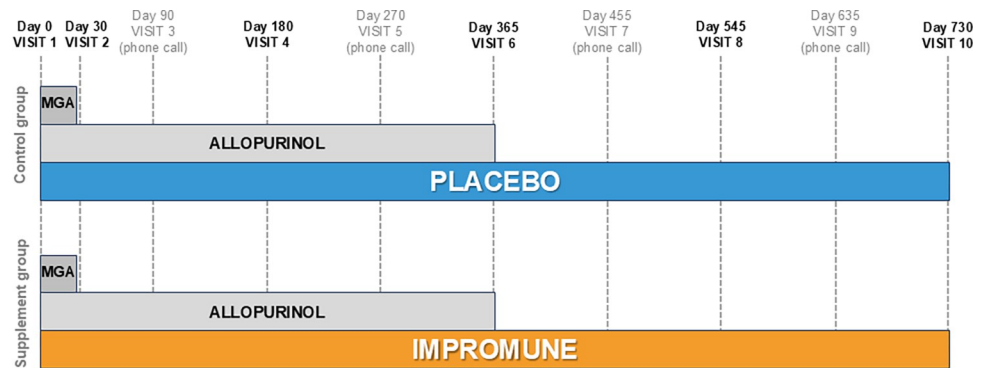 Day 0
VISIT 1
Day 30
VISIT 2
Day 90
VISIT 3
(phone call)
Day 180
VISIT 4
Day 270
VISIT 5
(phone call)
Day 365
VISIT 6
Day 455
VISIT 7
(phone call)
Day 545
VISIT 8
Day 635
VISIT 9
(phone call)
Day 730
VISIT 10
Control group
MGA
ALLOPURINOL
PLACEBO
Supplement group
MGA
ALLOPURINOL
IMPROMUNE